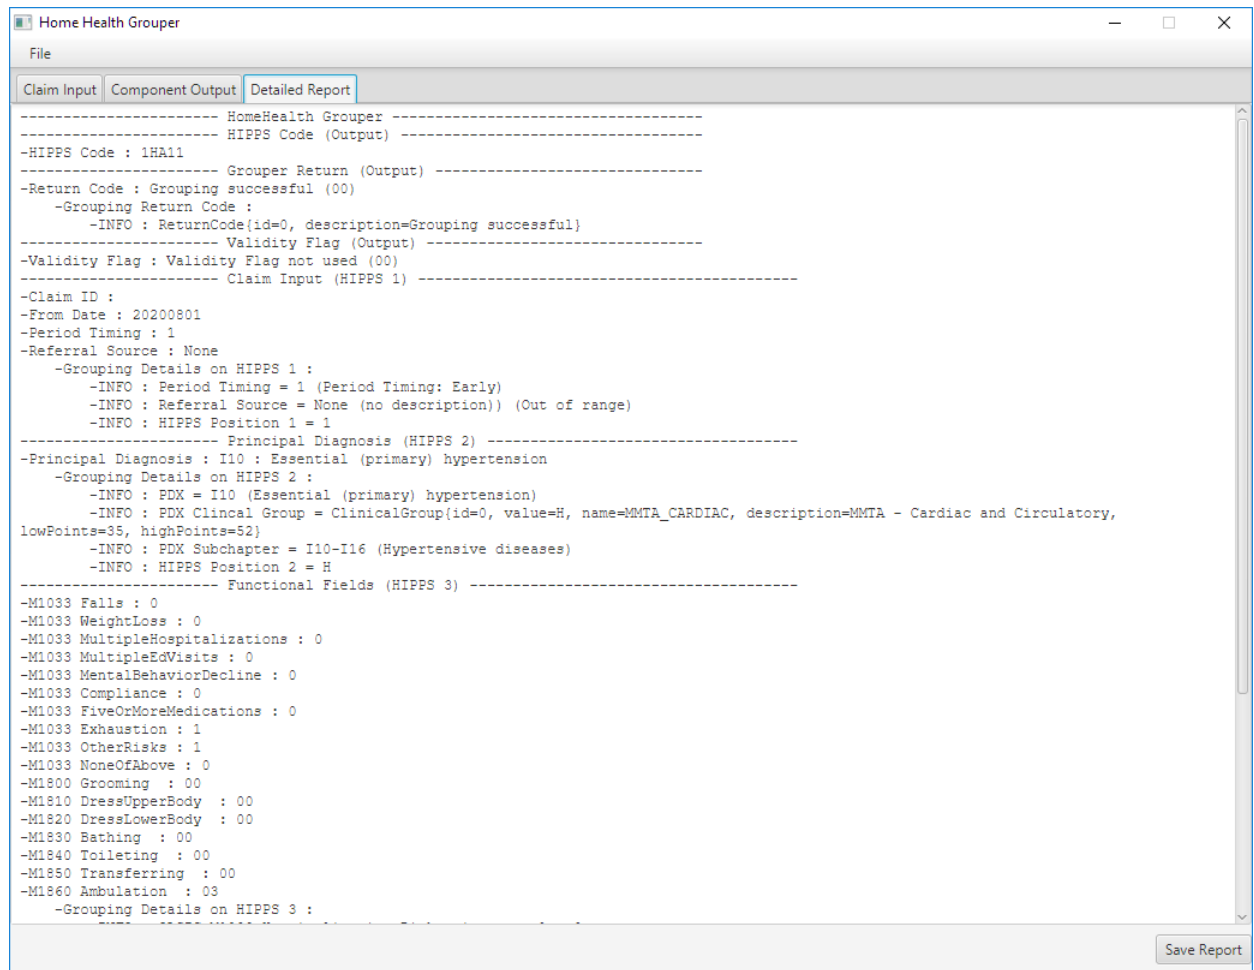 Home Health Grouper
File
Claim Input Component Output Detailed Report
----------------------- HomeHealth Grouper ------------------------------------
----------------------- HIPPS Code (Output) -----------------------------------
-HIPPS Code : 1HA11
----------------------- Grouper Return (Output) -------------------------------
-Return Code : Grouping successful (00)
-Grouping Return Code :
-INFO : ReturnCode{id=0, description=Grouping successful}
----------------------- Validity Flag (Output) --------------------------------
-Validity Flag : Validity Flag not used (00)
----------------------- Claim Input (HIPPS 1) --------------------------------------------
-Claim ID :
-From Date : 20200801
-Period Timing : 1
-Referral Source : None
-Grouping Details on HIPPS 1 :
-INFO : Period Timing = 1 (Period Timing: Early)
-INFO : Referral Source = None (no description)) (Out of range)
-INFO : HIPPS Position 1 = 1
----------------------- Principal Diagnosis (HIPPS 2) ------------------------------------
-Principal Diagnosis : I10 : Essential (primary) hypertension
-Grouping Details on HIPPS 2 :
-INFO : PDX = I10 (Essential (primary) hypertension)
-INFO : PDX Clincal Group = ClinicalGroup{id=0, value=H, name=MMTA_CARDIAC, description=MMTA - Cardiac and Circulatory,
lowPoints=35, highPoints=52}
-INFO : PDX Subchapter = I10-I16 (Hypertensive diseases)
-INFO : HIPPS Position 2 = H
----------------------- Functional Fields (HIPPS 3) --------------------------------------
-M1033 Falls : 0
-M1033 WeightLoss : 0
-M1033 MultipleHospitalizations : 0
-M1033 MultipleEdVisits : 0
-M1033 MentalBehaviorDecline : 0
-M1033 Compliance : 0
-M1033 FiveOrMoreMedications : 0
-M1033 Exhaustion : 1
-M1033 OtherRisks : 1
-M1033 NoneOfAbove : 0
-M1800 Grooming  : 00
-M1810 DressUpperBody  : 00
-M1820 DressLowerBody  : 00
-M1830 Bathing  : 00
-M1840 Toileting  : 00
-M1850 Transferring  : 00
-M1860 Ambulation  : 03
-Grouping Details on HIPPS 3 :
Save Report